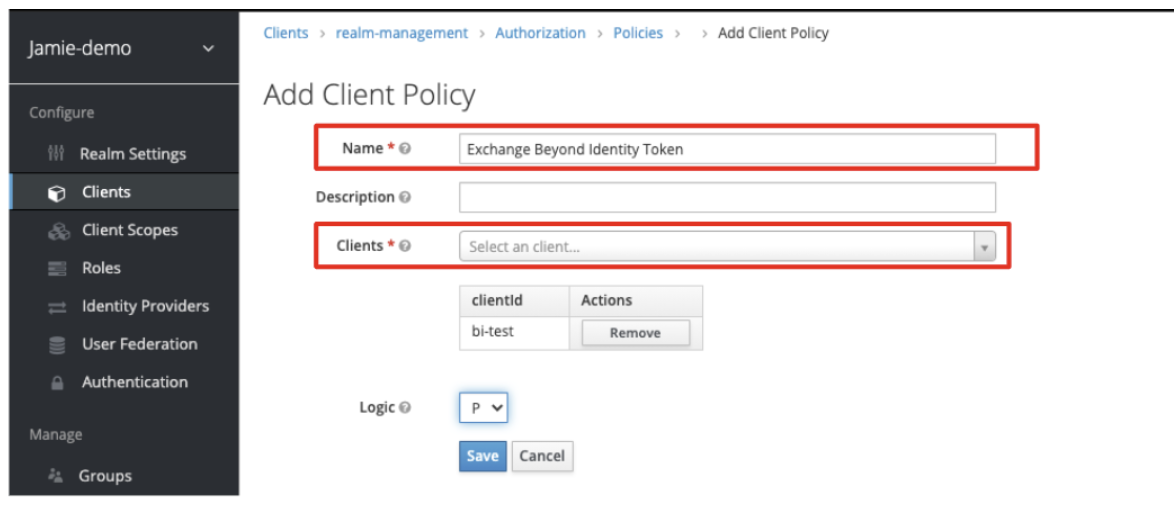 Jamie-demo
Configure
Realm Settings
Clients
Client Scopes
Roles
Identity Providers
User Federation
Authentication
Manage
Groups
Clients > realm-management > Authorization > Policies > > Add Client Policy
Add Client Policy
Name * Exchange Beyond Identity Token
Description
Clients * Select an client...
clientId Actions
bi-test Remove
Logic P
Save Cancel